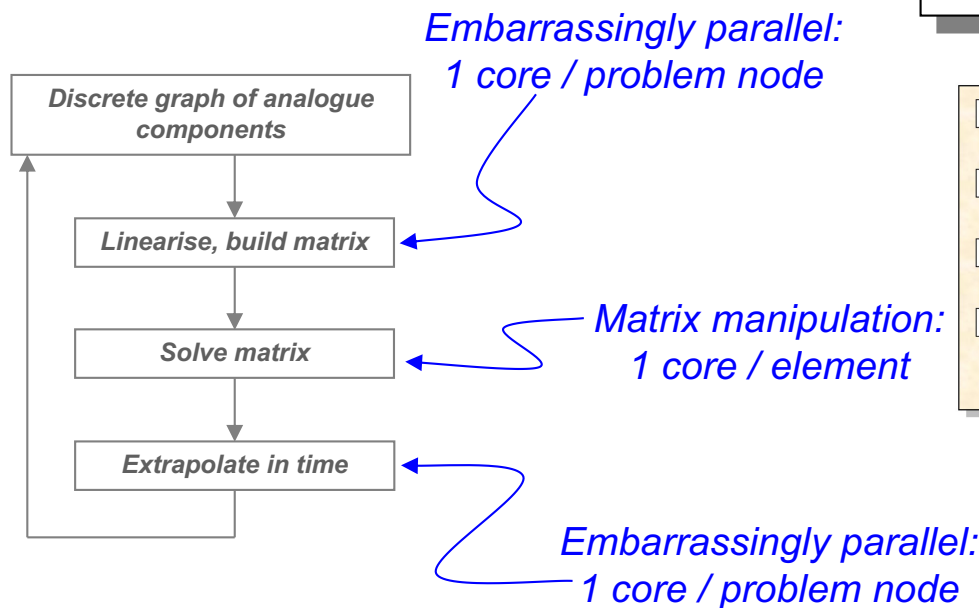 Embarrassingly parallel:
1 core / problem node
Discrete graph of analogue
components
Linearise, build matrix
Matrix manipulation:
1 core / element
Solve matrix
Extrapolate in time
Embarrassingly parallel:
1 core / problem node